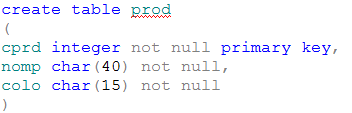 create table prod
(
cprd integer not null primary key,
nomp char(40) not null,
colo char(15) not null
)